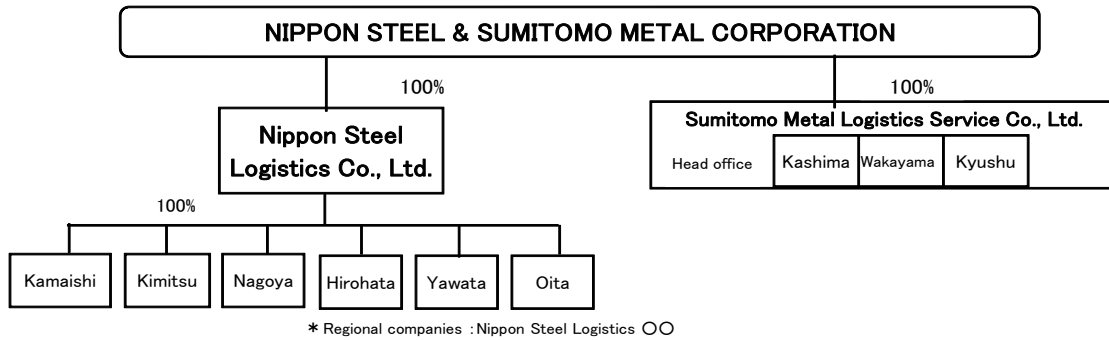 NIPPON STEEL & SUMITOMO METAL CORPORATION
100%
100%
Nippon Steel
Logistics Co., Ltd.
Sumitomo Metal Logistics Service Co., Ltd.
Head office
Kashima
Wakayama
Kyushu
100%
Kamaishi
Kimitsu
Nagoya
Hirohata
Yawata
Oita
* Regional companies :Nippon Steel Logistics 〇〇